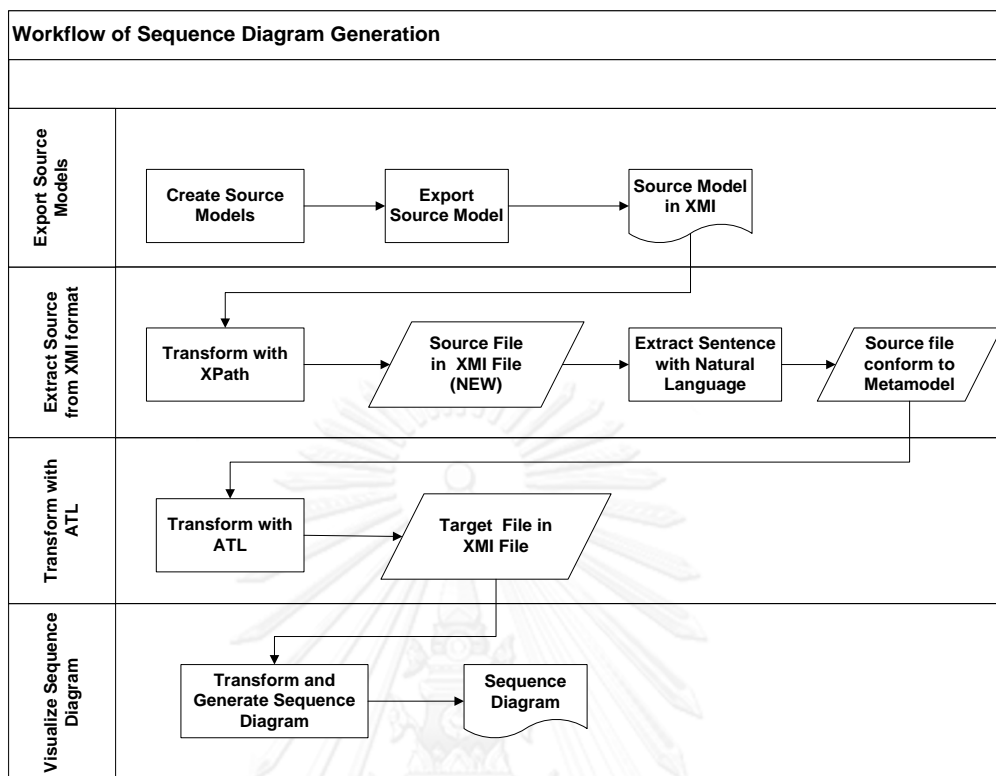 Workflow of Sequence Diagram Generation
Export Source
Models
Create Source
Models
Export
Source Model
Source Model
in XMI
Extract Source
from XMI format
Transform with
XPath
Source File
in XMI File
(NEW)
Extract Sentence
with Natural
Language
Source file
conform to
Metamodel
Transform with
ATL
Transform with
ATL
Target File in
XMI File
Visualize Sequence
Diagram
Transform and
Generate Sequence
Diagram
Sequence
Diagram